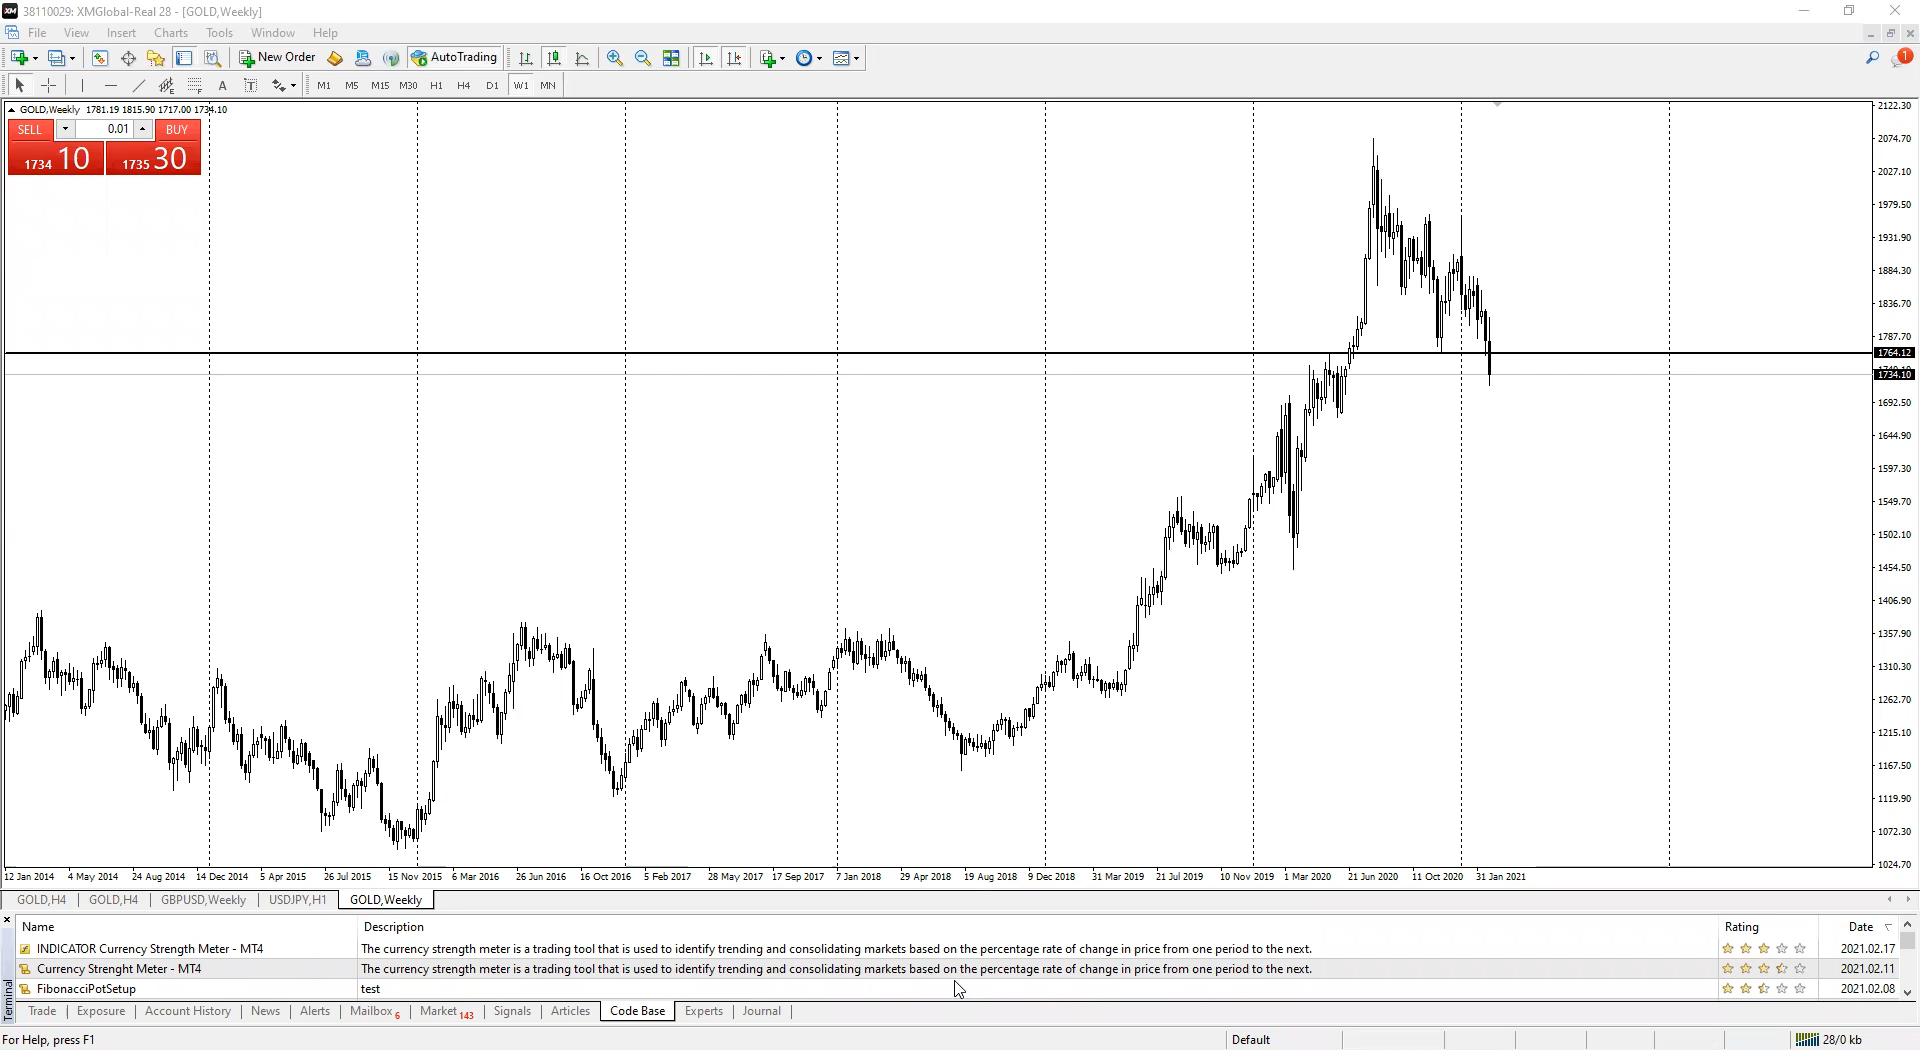 38110029: XMGlobal-Real 28 - [GOLD,Weekly]
File View Insert Charts Tools Window Help
New Order AutoTrading 1
A T M1 M5 M15 M30 H1 H4 D1 W1 MN
GOLD,Weekly 1781.19 1815.90 1717.00 1734.10
SELL 0.01 BUY
1734 10 1735 30
2122.30
2074.70
2027.10
1979.50
1931.90
1884.30
1836.70
1787.70
1764.12
1734.10
1692.50
1644.90
1597.30
1549.70
1502.10
1454.50
1406.90
1357.90
1310.30
1262.70
1215.10
1167.50
1119.90
1072.30
1024.70
12 Jan 2014 4 May 2014 24 Aug 2014 14 Dec 2014 5 Apr 2015 26 Jul 2015 15 Nov 2015 6 Mar 2016 26 Jun 2016 16 Oct 2016 5 Feb 2017 28 May 2017 17 Sep 2017 7 Jan 2018 29 Apr 2018 19 Aug 2018 9 Dec 2018 31 Mar 2019 21 Jul 2019 10 Nov 2019 1 Mar 2020 21 Jun 2020 11 Oct 2020 31 Jan 2021
GOLD,H4 GOLD,H4 GBPUSD,Weekly USDJPY,H1 GOLD,Weekly
Name Description Rating Date
INDICATOR Currency Strength Meter - MT4 The currency strength meter is a trading tool that is used to identify trending and consolidating markets based on the percentage rate of change in price from one period to the next. 2021.02.17
Currency Strenght Meter - MT4 The currency strength meter is a trading tool that is used to identify trending and consolidating markets based on the percentage rate of change in price from one period to the next. 2021.02.11
FibonacciPotSetup test 2021.02.08
Terminal
Trade Exposure Account History News Alerts Mailbox 6 Market 143 Signals Articles Code Base Experts Journal
For Help, press F1 Default 28/0 kb